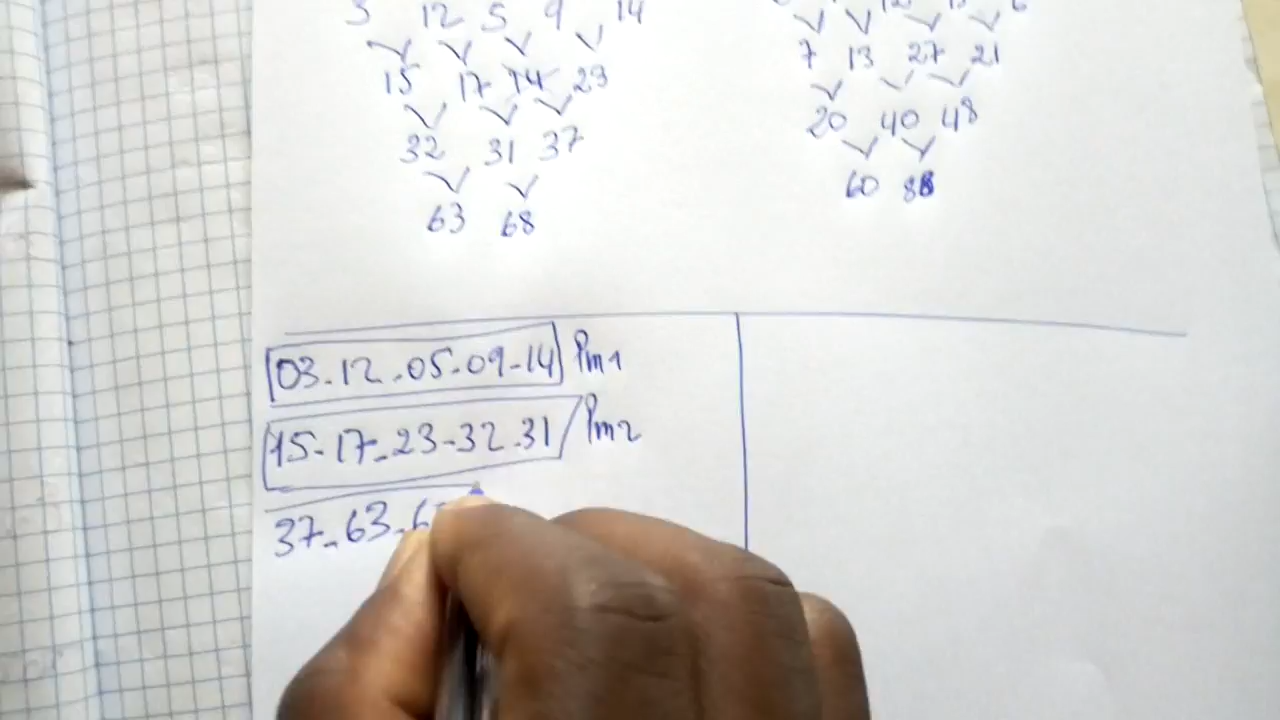 3 12 5 9 14
15 17 14 23
32 31 37
63 68
7 13 27 21
20 40 48
60 88
03-12-05-09-14 Pm1
15-17-23-32-31 Pm2
37-63-6